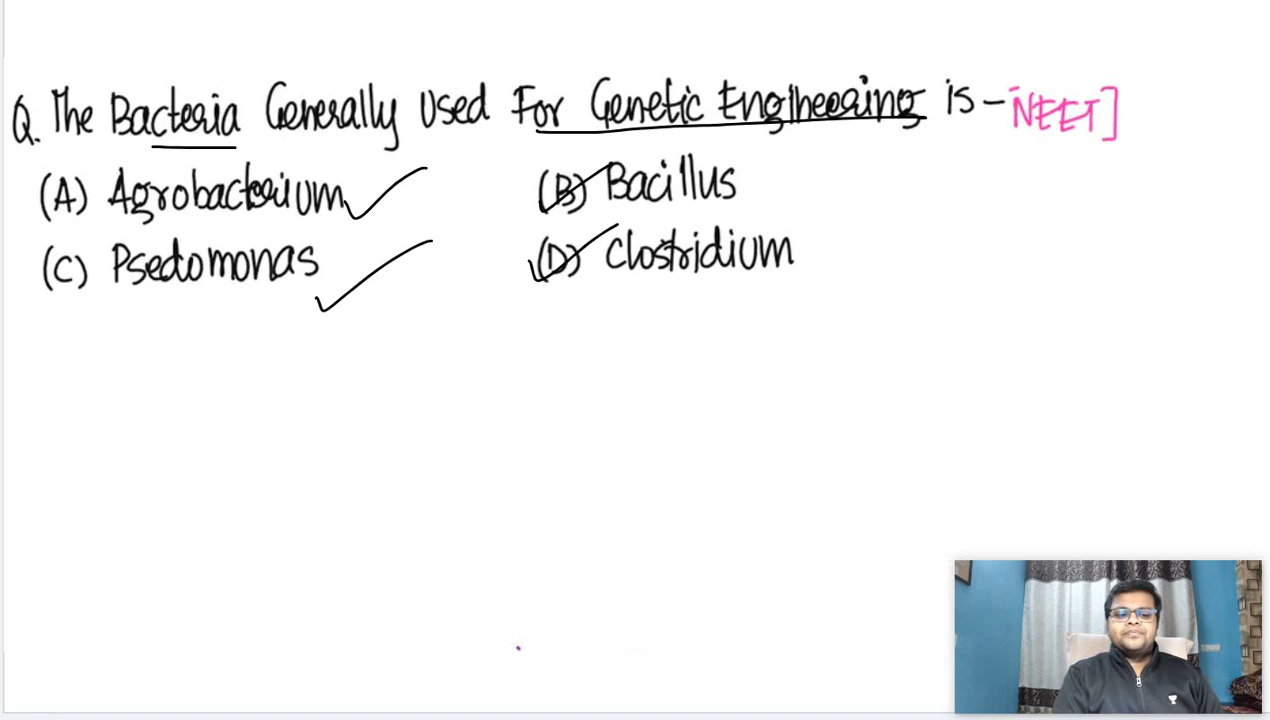 Q. The Bacteria Generally Used For Genetic Engineering is - NEET]
(A) Agrobacterium (B) Bacillus
(C) Psedomonas (D) Clostridium